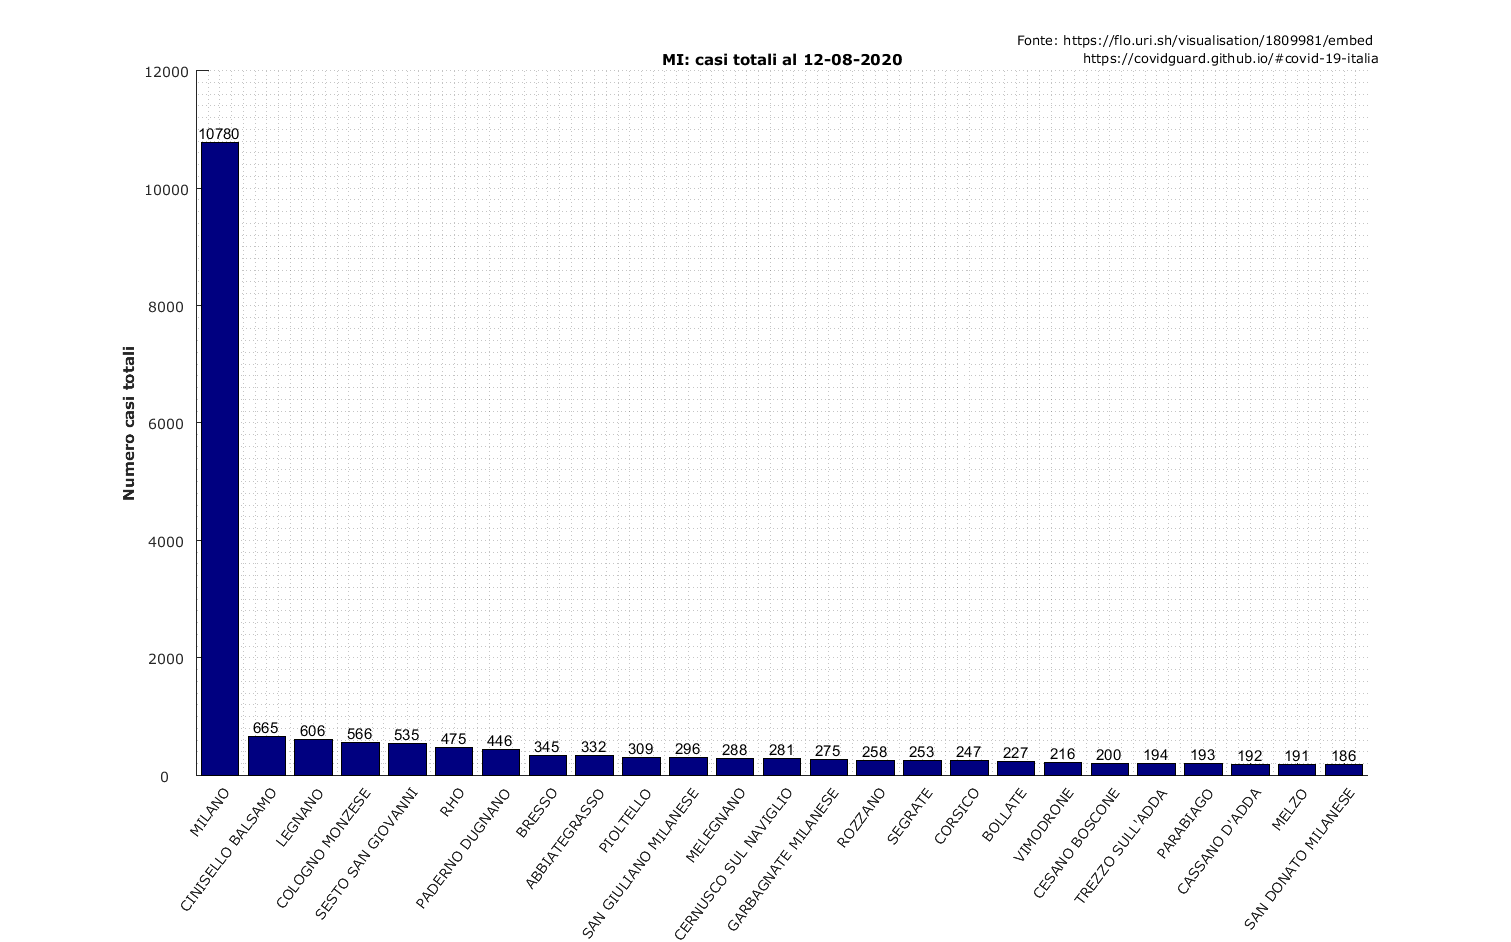 Fonte: https://flo.uri.sh/visualisation/1809981/embed
https://covidguard.github.io/#covid-19-italia
MI: casi totali al 12-08-2020
Numero casi totali
12000
10000
8000
6000
4000
2000
0
10780
665
606
566
535
475
446
345
332
309
296
288
281
275
258
253
247
227
216
200
194
193
192
191
186
MILANO
CINISELLO BALSAMO
LEGNANO
COLOGNO MONZESE
SESTO SAN GIOVANNI
RHO
PADERNO DUGNANO
BRESSO
ABBIATEGRASSO
PIOLTELLO
SAN GIULIANO MILANESE
MELEGNANO
CERNUSCO SUL NAVIGLIO
GARBAGNATE MILANESE
ROZZANO
SEGRATE
CORSICO
BOLLATE
VIMODRONE
CESANO BOSCONE
TREZZO SULL'ADDA
PARABIAGO
CASSANO D'ADDA
MELZO
SAN DONATO MILANESE